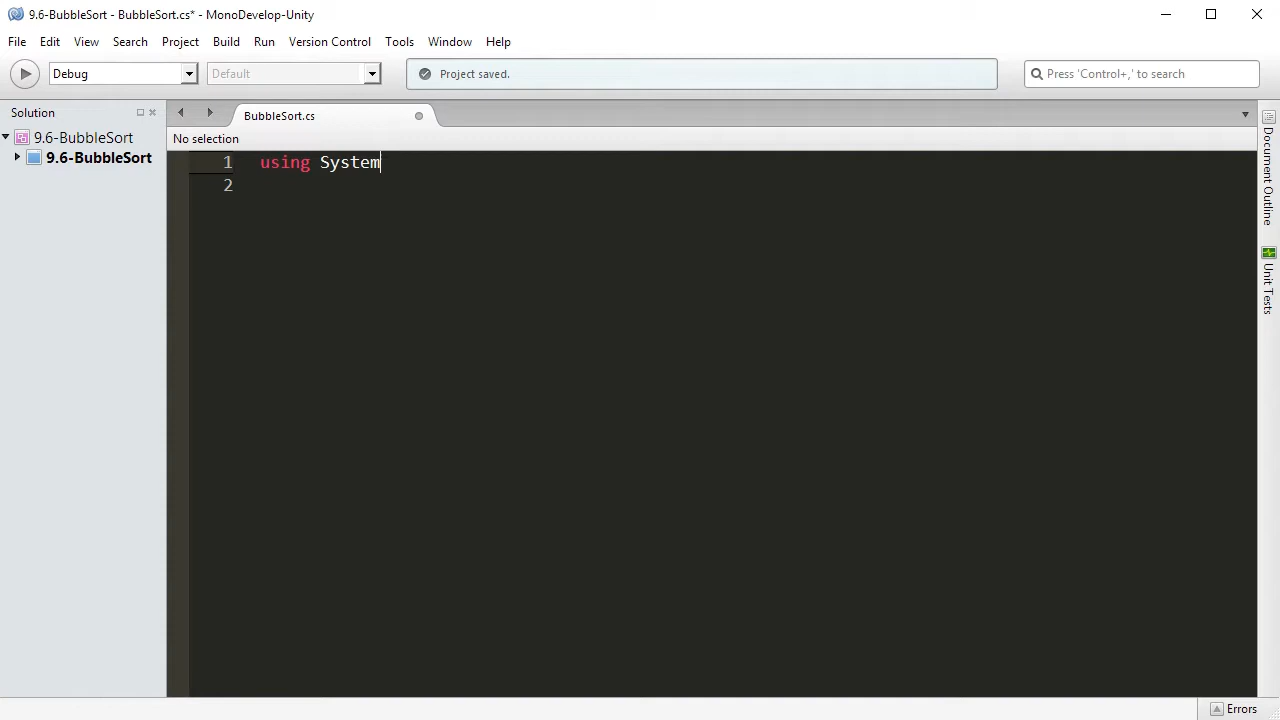 9.6-BubbleSort - BubbleSort.cs* - MonoDevelop-Unity
File Edit View Search Project Build Run Version Control Tools Window Help
Debug Default Project saved. Press 'Control+,' to search
Solution BubbleSort.cs
9.6-BubbleSort No selection
9.6-BubbleSort
1 using System
2
Document Outline
Unit Tests
Errors